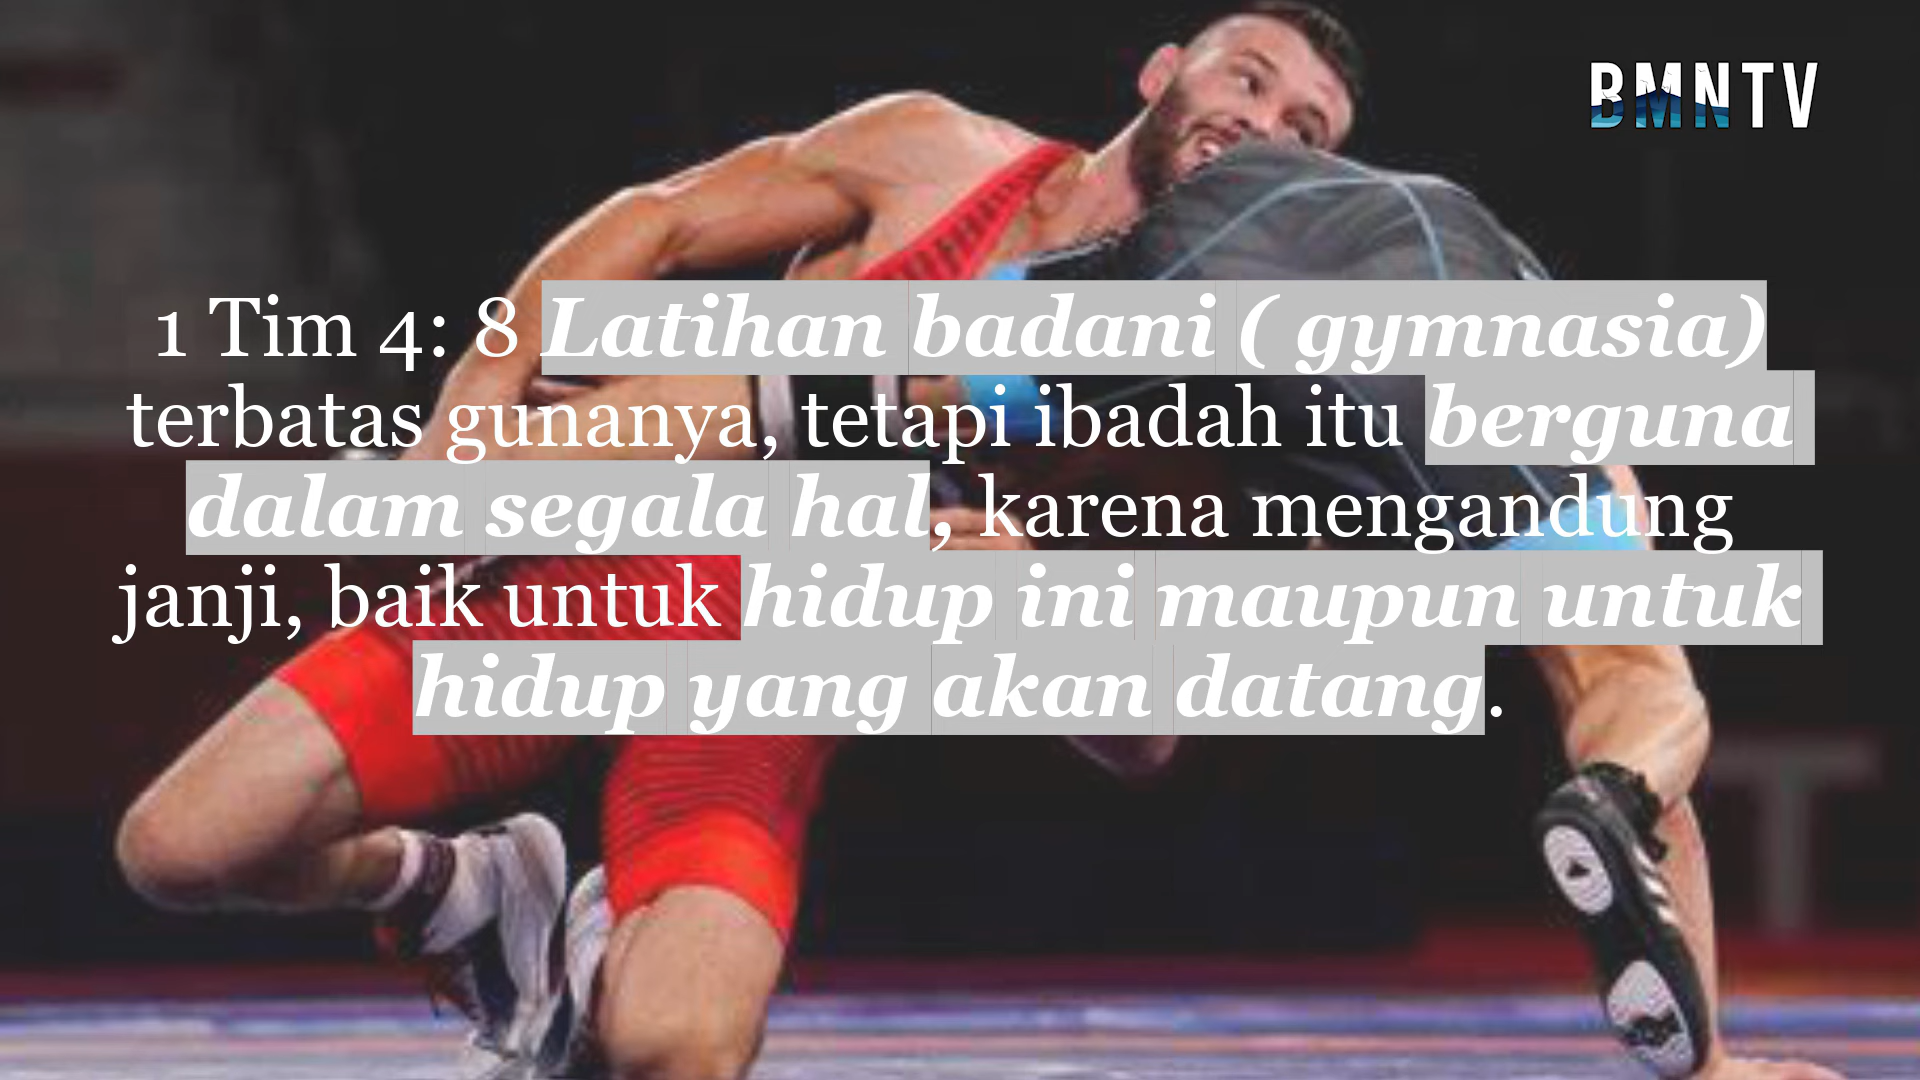 BMNTV
1 Tim 4: 8 Latihan badani ( gymnasia)
terbatas gunanya, tetapi ibadah itu berguna
dalam segala hal, karena mengandung
janji, baik untuk hidup ini maupun untuk
hidup yang akan datang.